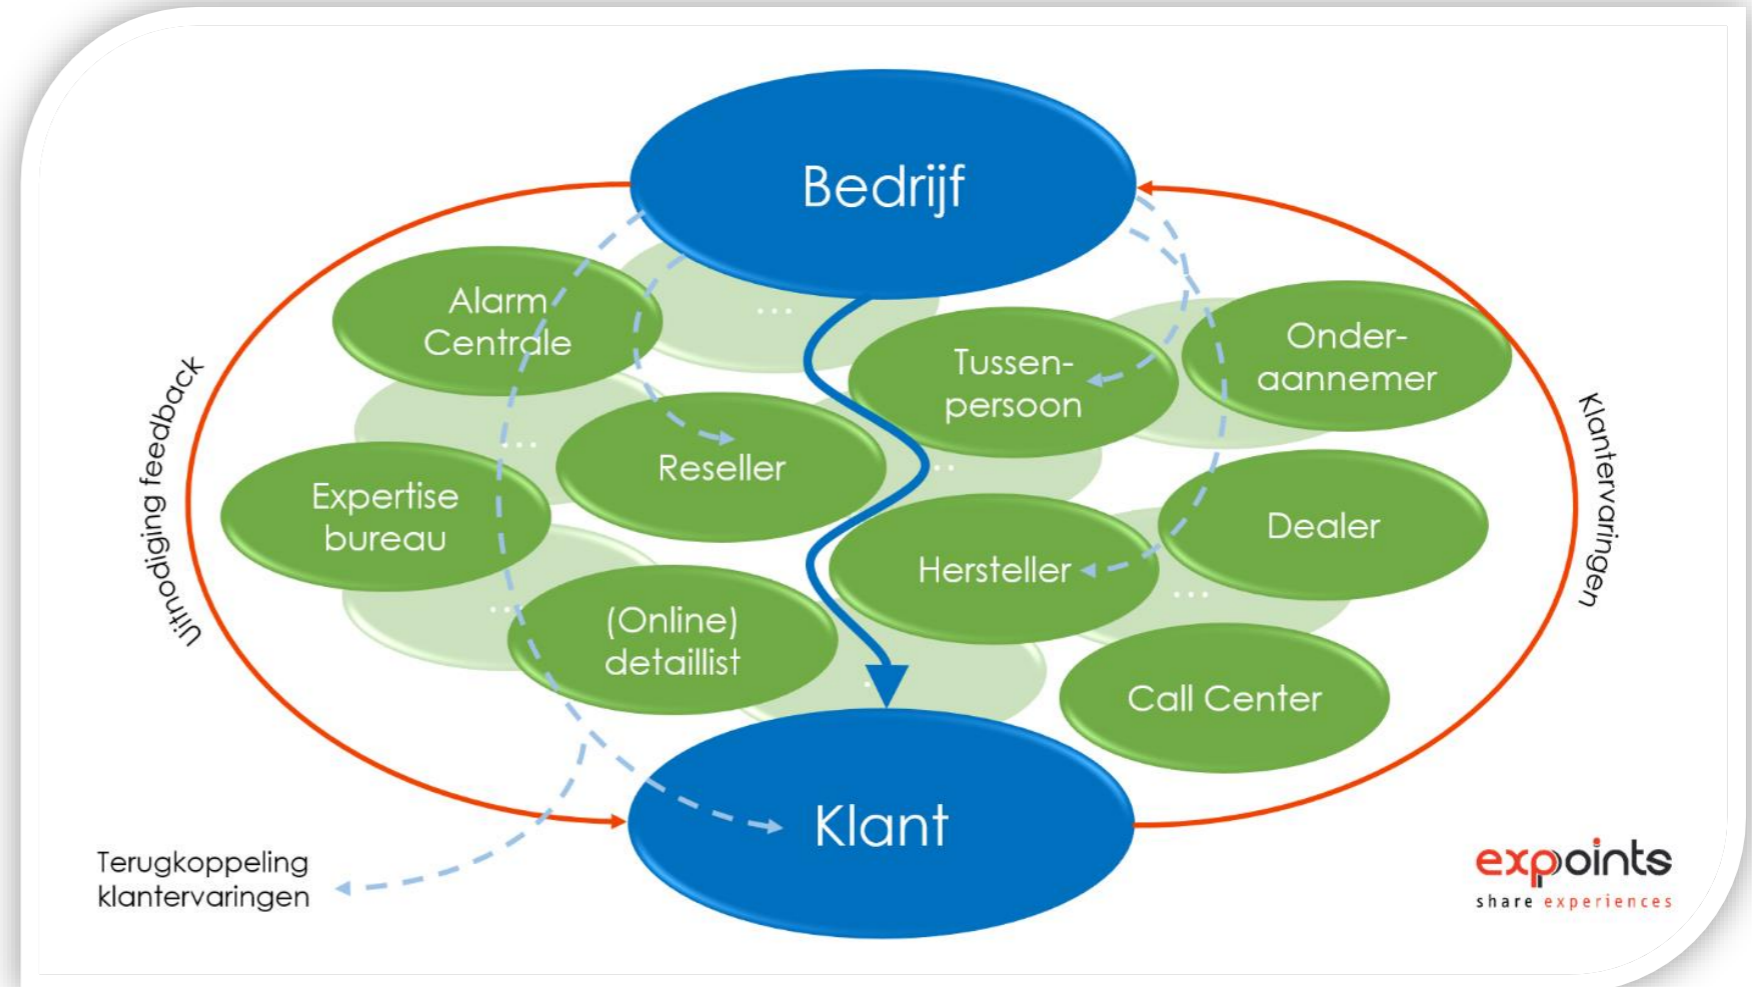 Bedrijf
Alarm
Centrale
...
Tussen-
persoon
Onder-
aannemer
Uitnodiging feedback
Klantervaringen
...
Reseller
..
Expertise
bureau
Dealer
Hersteller
...
...
(Online)
detaillist
.
Call Center
Klant
Terugkoppeling
klantervaringen
expoints
share experiences